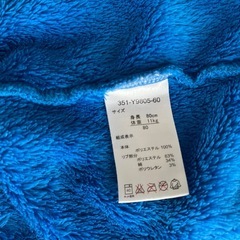 351-Y9805-60
サイズ
身長 80cm
体重 11kg
80
組成表示
本体 ポリエステル 100%
リブ部分 ポリエステル 63%
綿 34%
ポリウレタン 3%